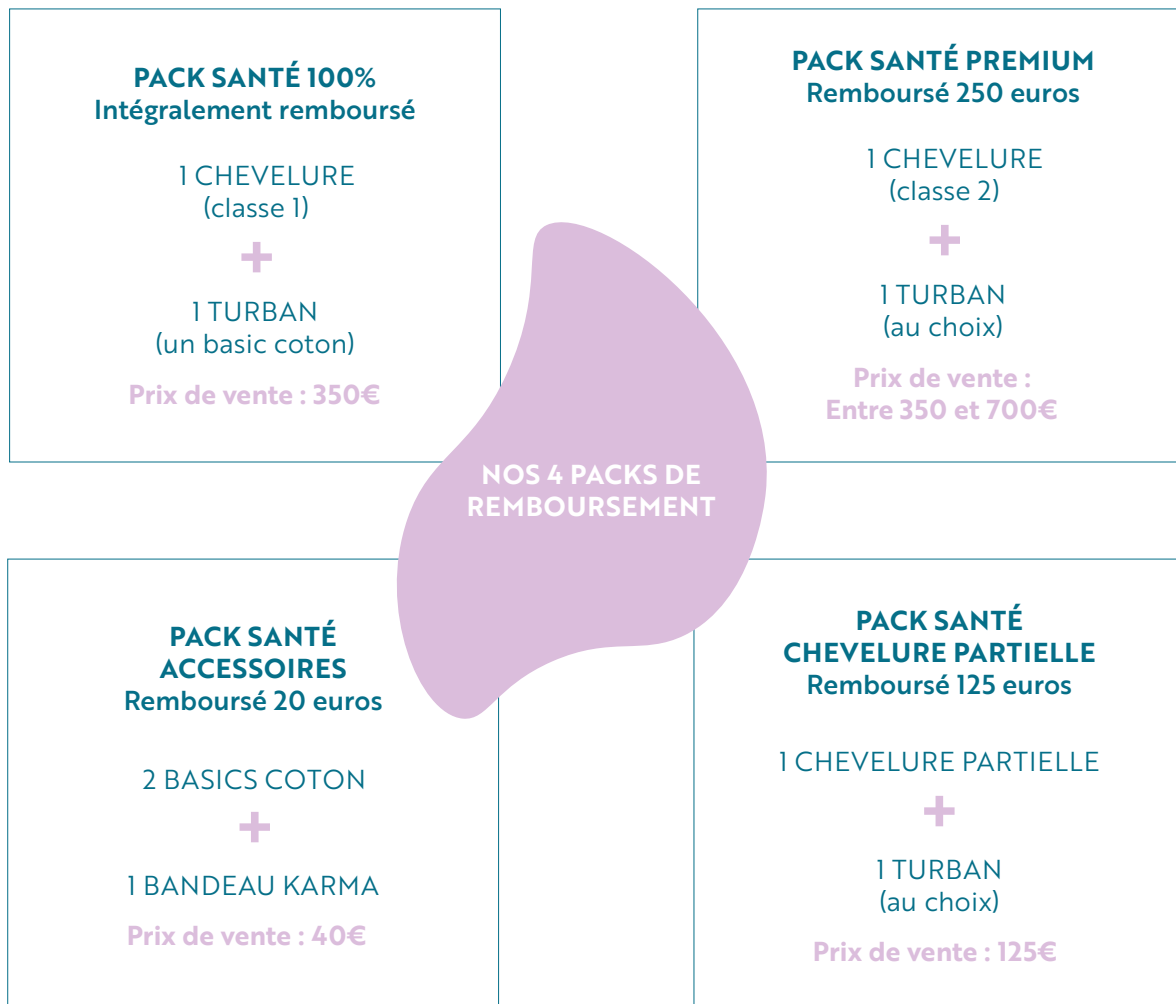 PACK SANTÉ 100%
Intégralement remboursé
1 CHEVELURE
(classe 1)
+
1 TURBAN
(un basic coton)
Prix de vente : 350€
PACK SANTÉ PREMIUM
Remboursé 250 euros
1 CHEVELURE
(classe 2)
+
1 TURBAN
(au choix)
Prix de vente :
Entre 350 et 700€
NOS 4 PACKS DE
REMBOURSEMENT
PACK SANTÉ
ACCESSOIRES
Remboursé 20 euros
2 BASICS COTON
+
1 BANDEAU KARMA
Prix de vente : 40€
PACK SANTÉ
CHEVELURE PARTIELLE
Remboursé 125 euros
1 CHEVELURE PARTIELLE
+
1 TURBAN
(au choix)
Prix de vente : 125€